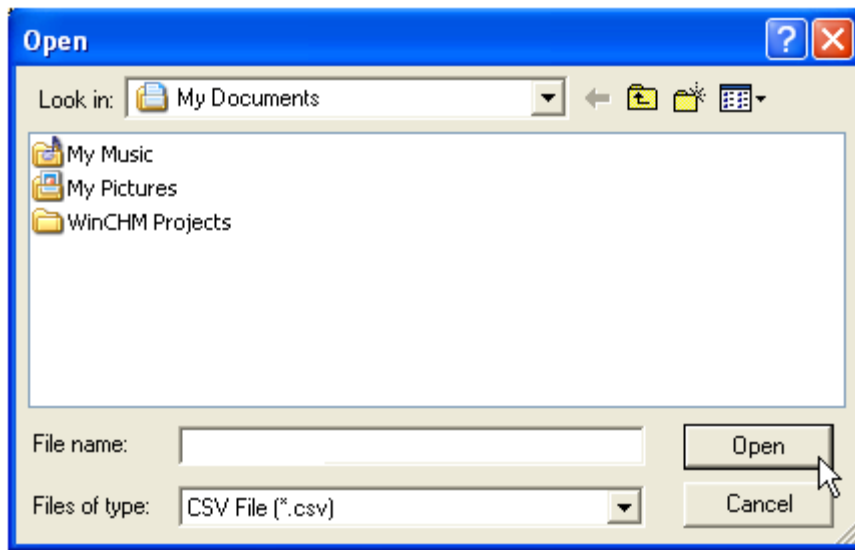 Open
Look in: My Documents
My Music
My Pictures
WinCHM Projects
File name: Open
Files of type: CSV File (*.csv) Cancel